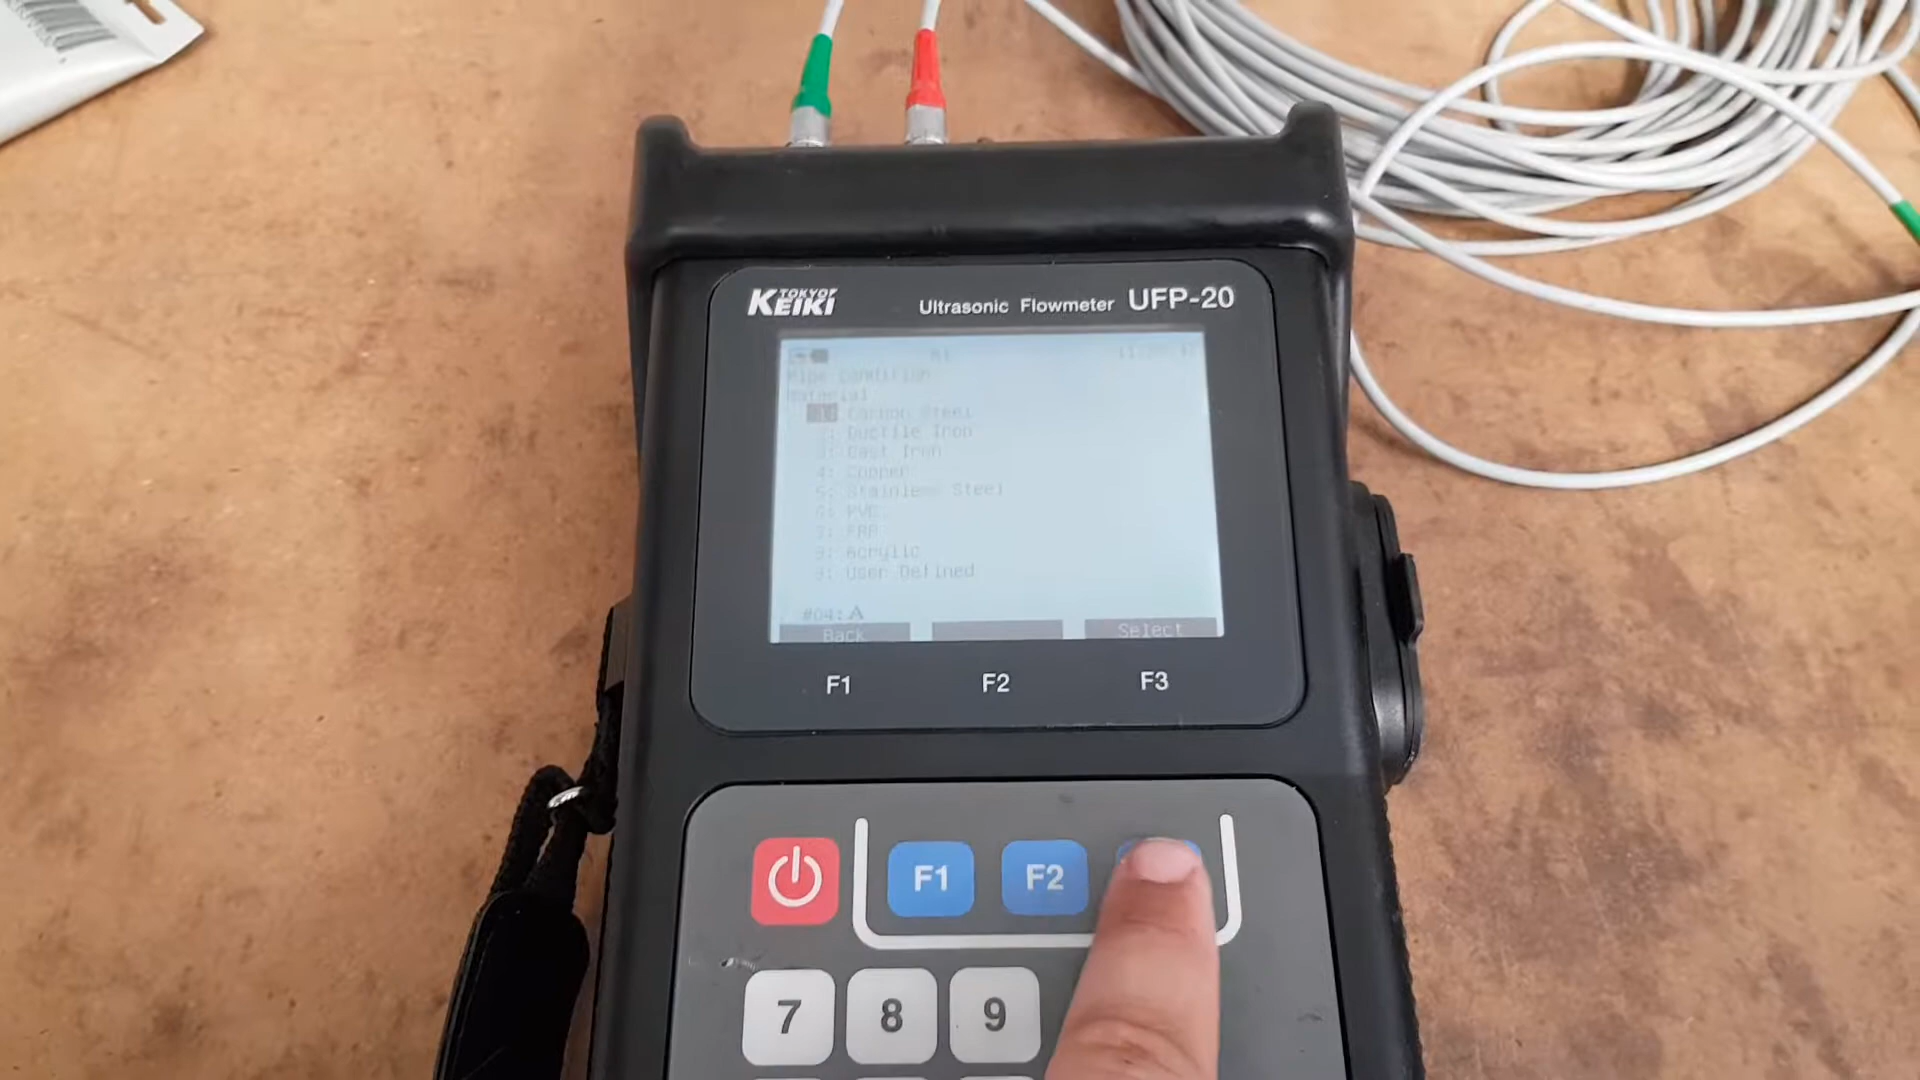 TOKYO
KEIKI
Ultrasonic Flowmeter UFP-20
Pipe condition
Material
1: Carbon Steel
2: Ductile Iron
3: Cast Iron
4: Copper
5: Stainless Steel
6: PVC
7: FRP
8: Acrylic
9: User Defined
#04: A
Back
Select
F1
F2
F3
F1
F2
7
8
9